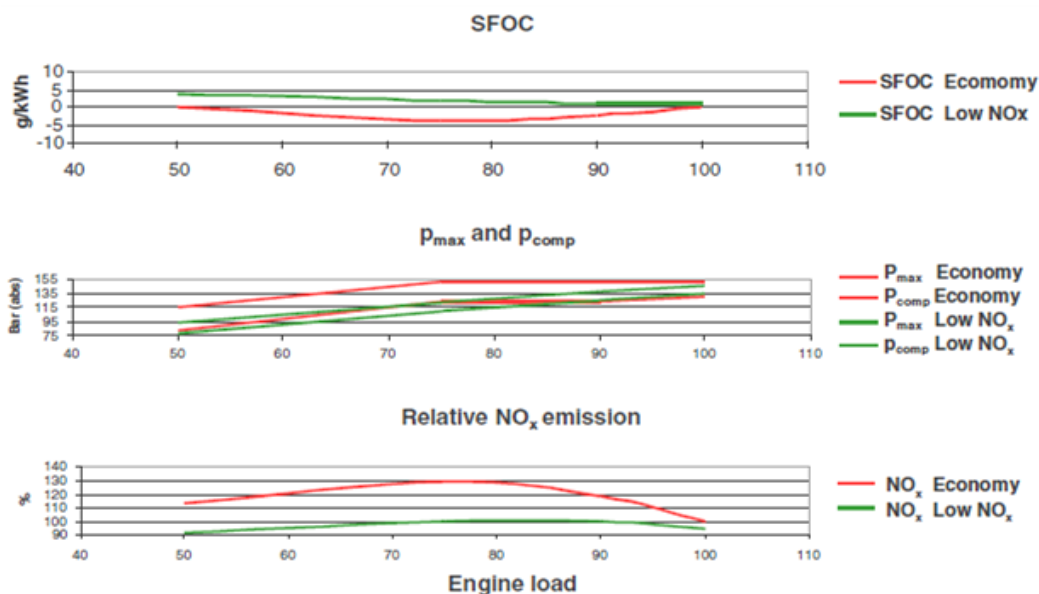 SFOC
g/kWh
10
5
0
-5
-10
40 50 60 70 80 90 100 110
SFOC Ecomomy
SFOC Low NOx
pmax and pcomp
Bar (abs)
155
135
115
95
75
40 50 60 70 80 90 100 110
Pmax Economy
Pcomp Economy
Pmax Low NOx
pcomp Low NOx
Relative NOx emission
%
140
130
120
110
100
90
40 50 60 70 80 90 100 110
NOx Economy
NOx Low NOx
Engine load